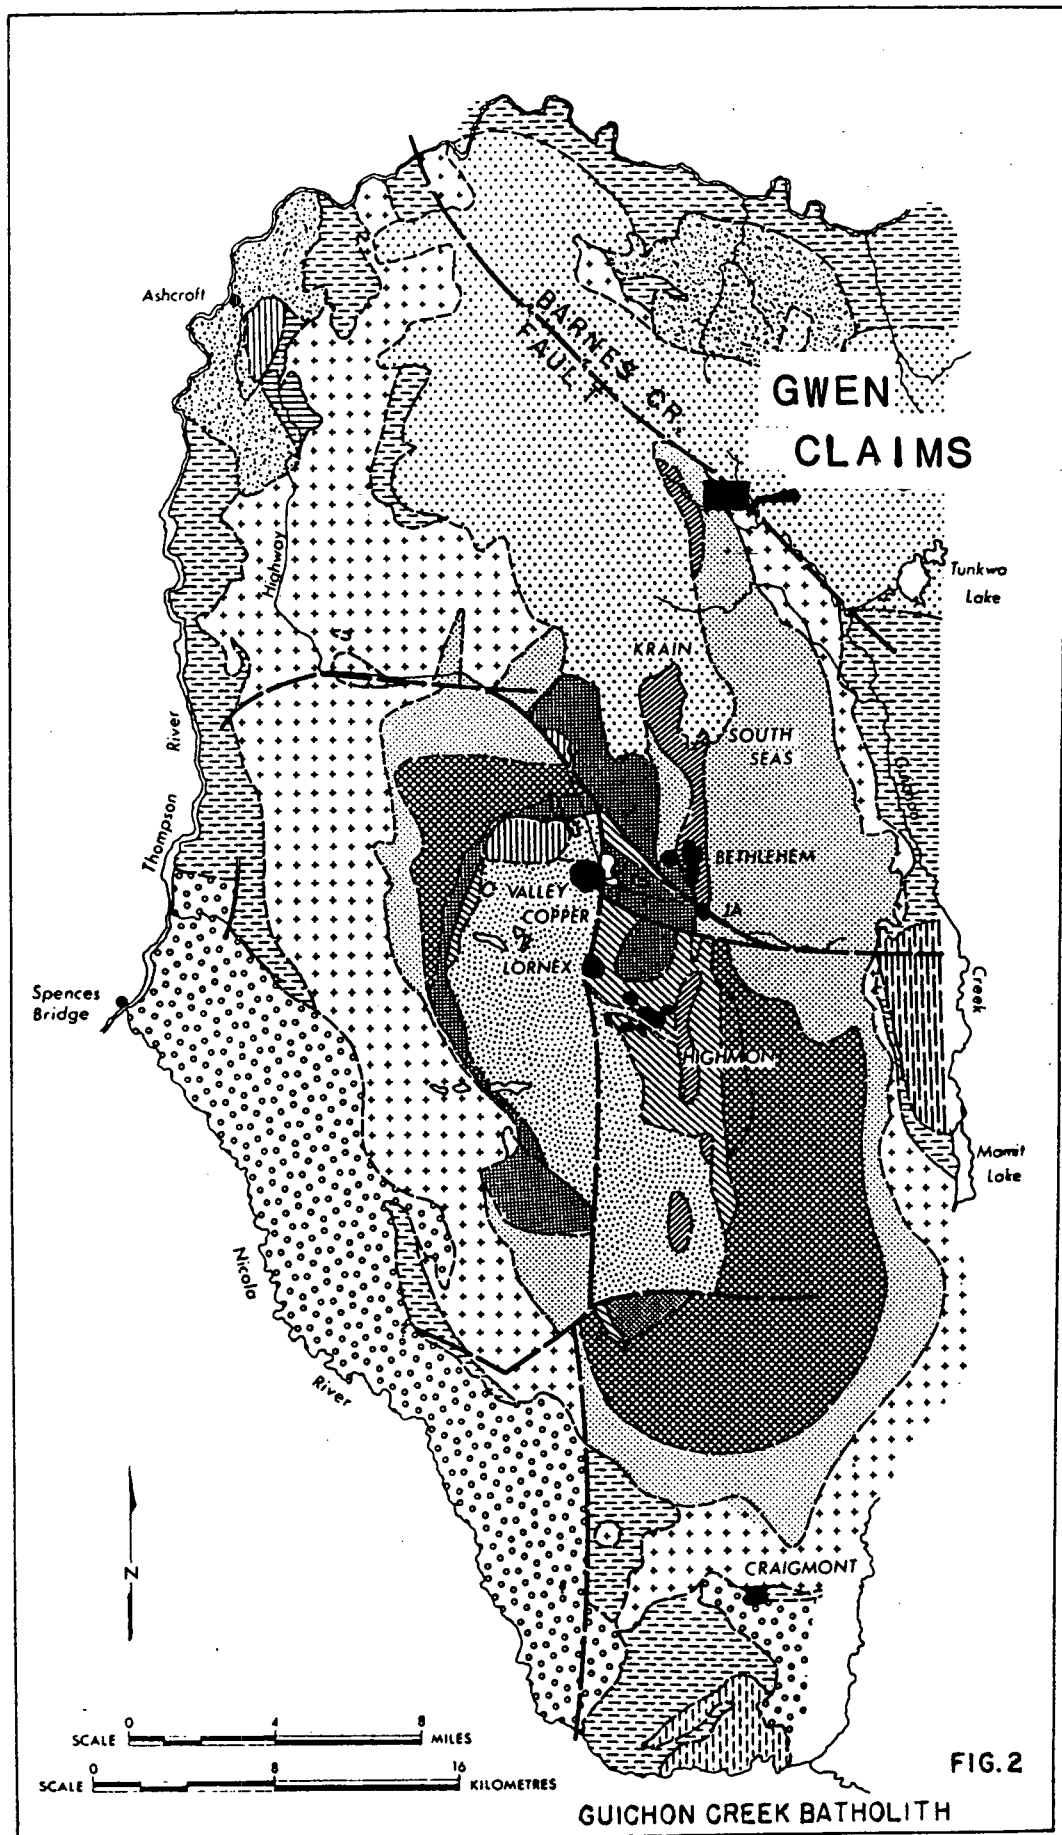 Ashcroft
BARNES CR.
FAULT
GWEN
CLAIMS
Highway
Tunkwa
Lake
KRAIN
River
SOUTH
SEAS
Guichon
Thompson
BETHLEHEM
VALLEY
COPPER
JA
LORNEX
Spences
Bridge
Creek
HIGHMONT
Mamit
Lake
Nicola
River
N
CRAIGMONT
0 4 8
SCALE MILES
0 8 16
SCALE KILOMETRES
FIG. 2
GUICHON CREEK BATHOLITH